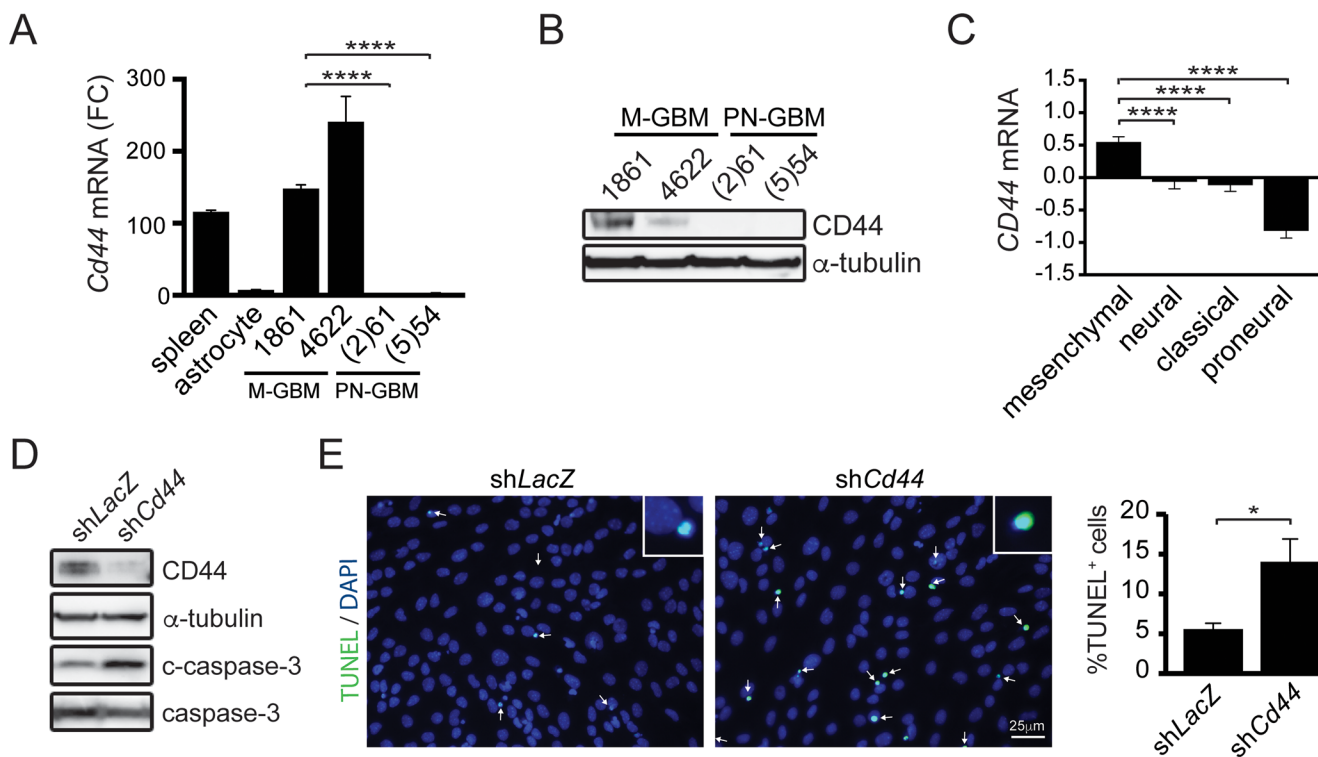 A
Cd44 mRNA (FC)
300
200
100
0
****
****
spleen
astrocyte
1861
4622
(2)61
(5)54
M-GBM
PN-GBM
B
M-GBM PN-GBM
1861
4622
(2)61
(5)54
CD44
α-tubulin
C
CD44 mRNA
1.5
1.0
0.5
0.0
-0.5
-1.0
-1.5
****
****
****
mesenchymal
neural
classical
proneural
D
shLacZ
shCd44
CD44
α-tubulin
c-caspase-3
caspase-3
E
shLacZ
shCd44
TUNEL / DAPI
25μm
%TUNEL⁺ cells
20
15
10
5
0
*
shLacZ
shCd44